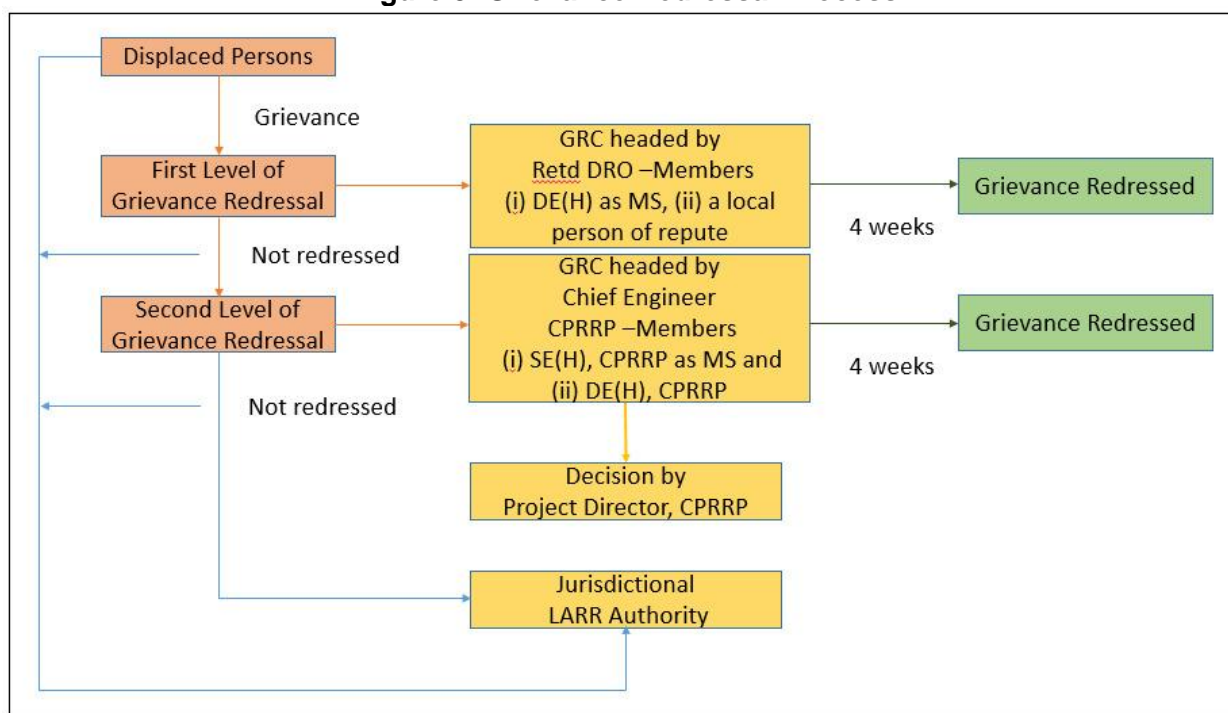 Displaced Persons
Grievance
First Level of
Grievance Redressal
GRC headed by
Retd DRO –Members
(i) DE(H) as MS, (ii) a local
person of repute
4 weeks
Grievance Redressed
Not redressed
Second Level of
Grievance Redressal
GRC headed by
Chief Engineer
CPRRP –Members
(i) SE(H), CPRRP as MS and
(ii) DE(H), CPRRP
4 weeks
Grievance Redressed
Not redressed
Decision by
Project Director, CPRRP
Jurisdictional
LARR Authority